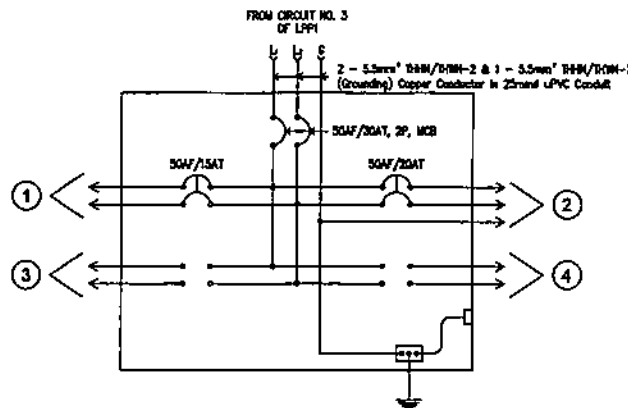 FROM CIRCUIT NO. 3
OF LPP1
L1 L2 G
2 - 5.5mm² THHN/THWN-2 & 1 - 5.5mm² THHN/THWN-2
(Grounding) Copper Conductor in 25mmØ uPVC Conduit
50AF/30AT, 2P, MCB
50AF/15AT
50AF/20AT
1
2
3
4